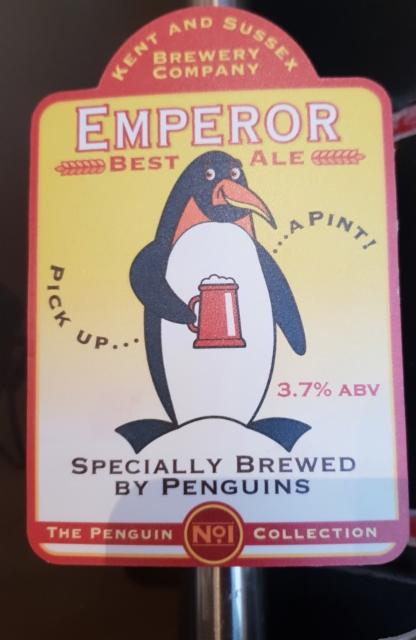 KENT AND SUSSEX
BREWERY
COMPANY
EMPEROR
BEST ALE
PICK UP...
...A PINT!
3.7% ABV
SPECIALLY BREWED
BY PENGUINS
THE PENGUIN No1 COLLECTION